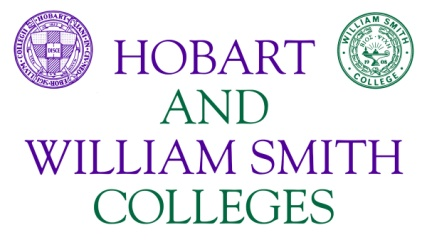 HOBART
AND
WILLIAM SMITH
COLLEGES
WILLIAM SMITH
COLLEGE